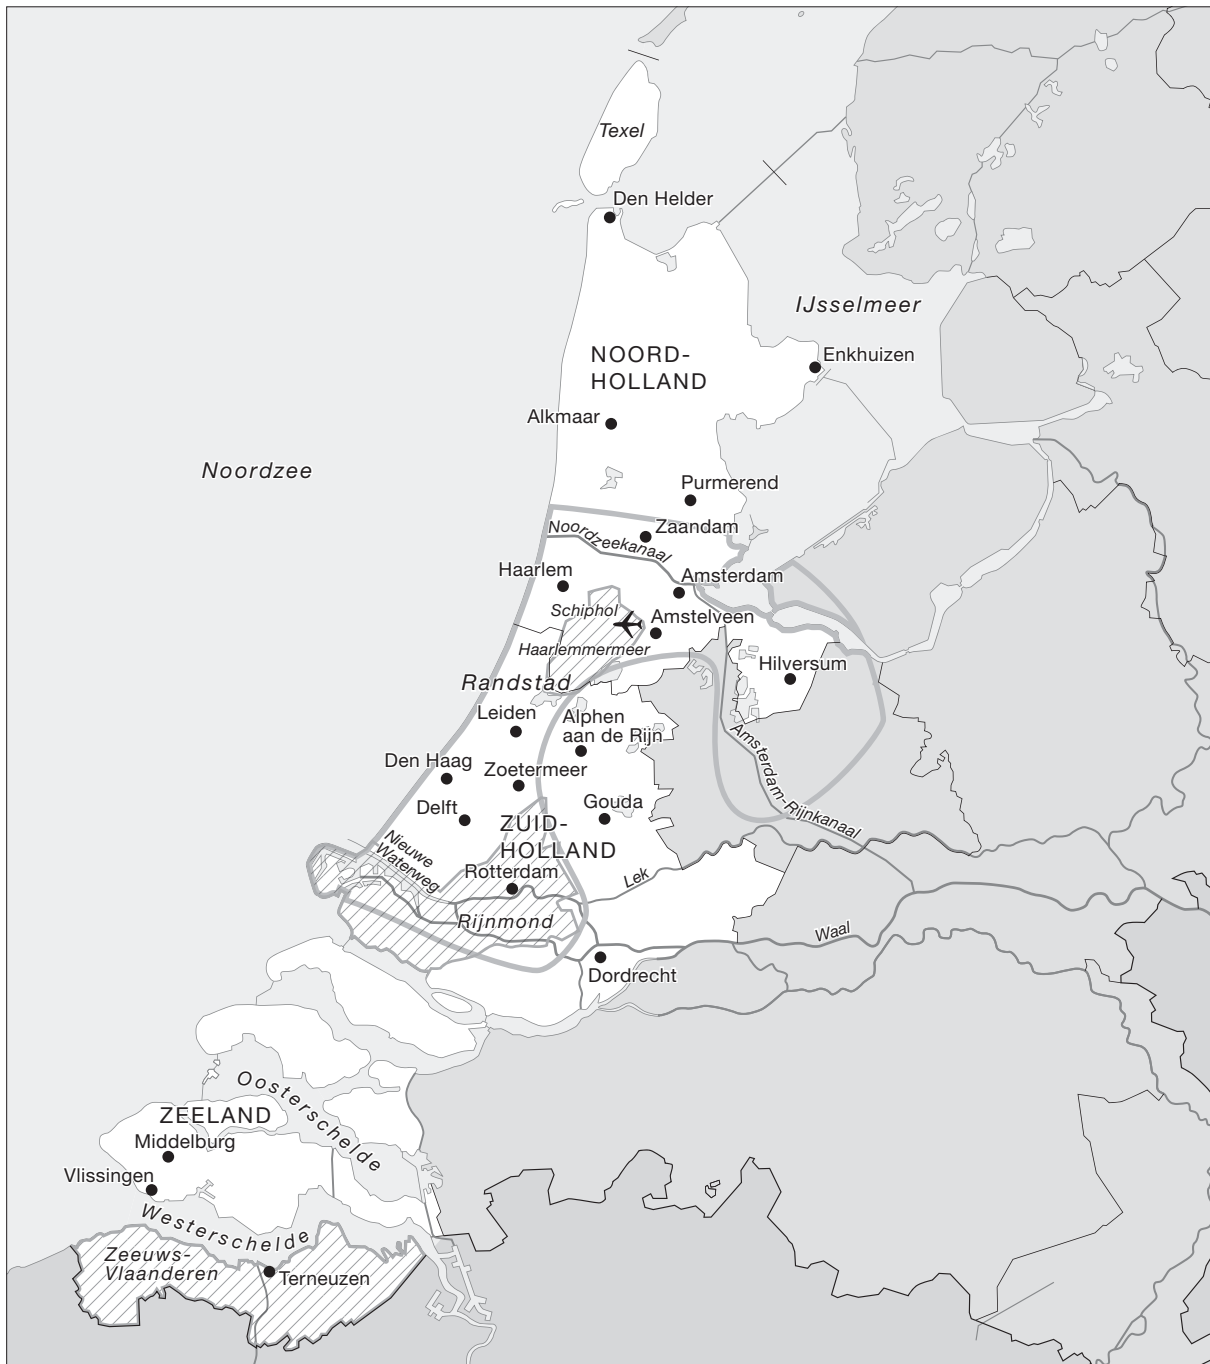 Texel
Den Helder
IJsselmeer
NOORD-
HOLLAND
Enkhuizen
Alkmaar
Noordzee
Purmerend
Zaandam
Noordzeekanaal
Haarlem
Amsterdam
Schiphol
Amstelveen
Haarlemmermeer
Hilversum
Randstad
Leiden
Alphen
aan de Rijn
Amsterdam-Rijnkanaal
Den Haag
Zoetermeer
Delft
Gouda
ZUID-
HOLLAND
Nieuwe
Waterweg
Rotterdam
Lek
Rijnmond
Waal
Dordrecht
Oosterschelde
ZEELAND
Middelburg
Vlissingen
Westerschelde
Zeeuws-
Vlaanderen
Terneuzen